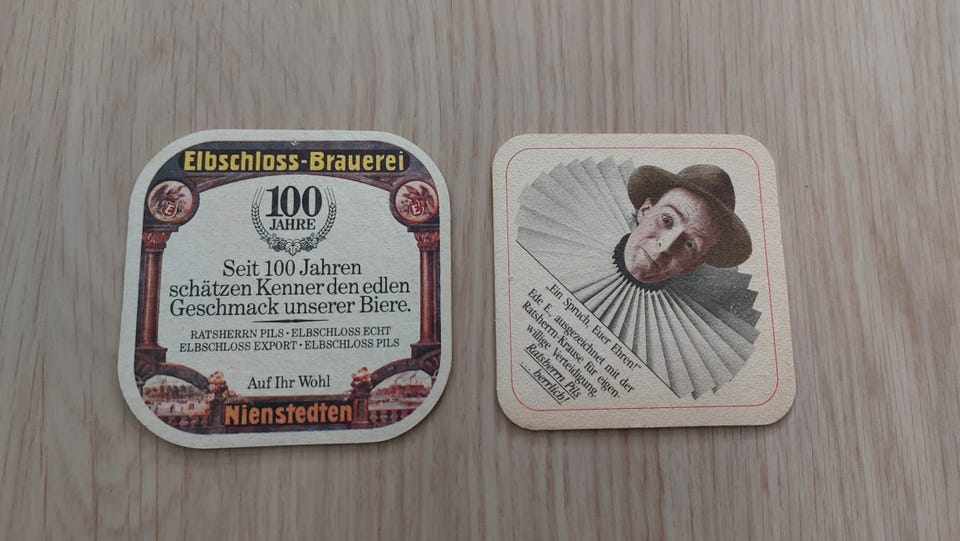 Elbschloss-Brauerei
E
E
100
JAHRE
Seit 100 Jahren
schätzen Kenner den edlen
Geschmack unserer Biere.
RATSHERRN PILS · ELBSCHLOSS ECHT
ELBSCHLOSS EXPORT · ELBSCHLOSS PILS
Auf Ihr Wohl
Nienstedten
„Ein Spruch, Euer Ehren!"
Ede E., ausgezeichnet mit der
Ratsherrn-Krause für eigen-
willige Verteidigung.
Ratsherrn Pils
... herrlich!